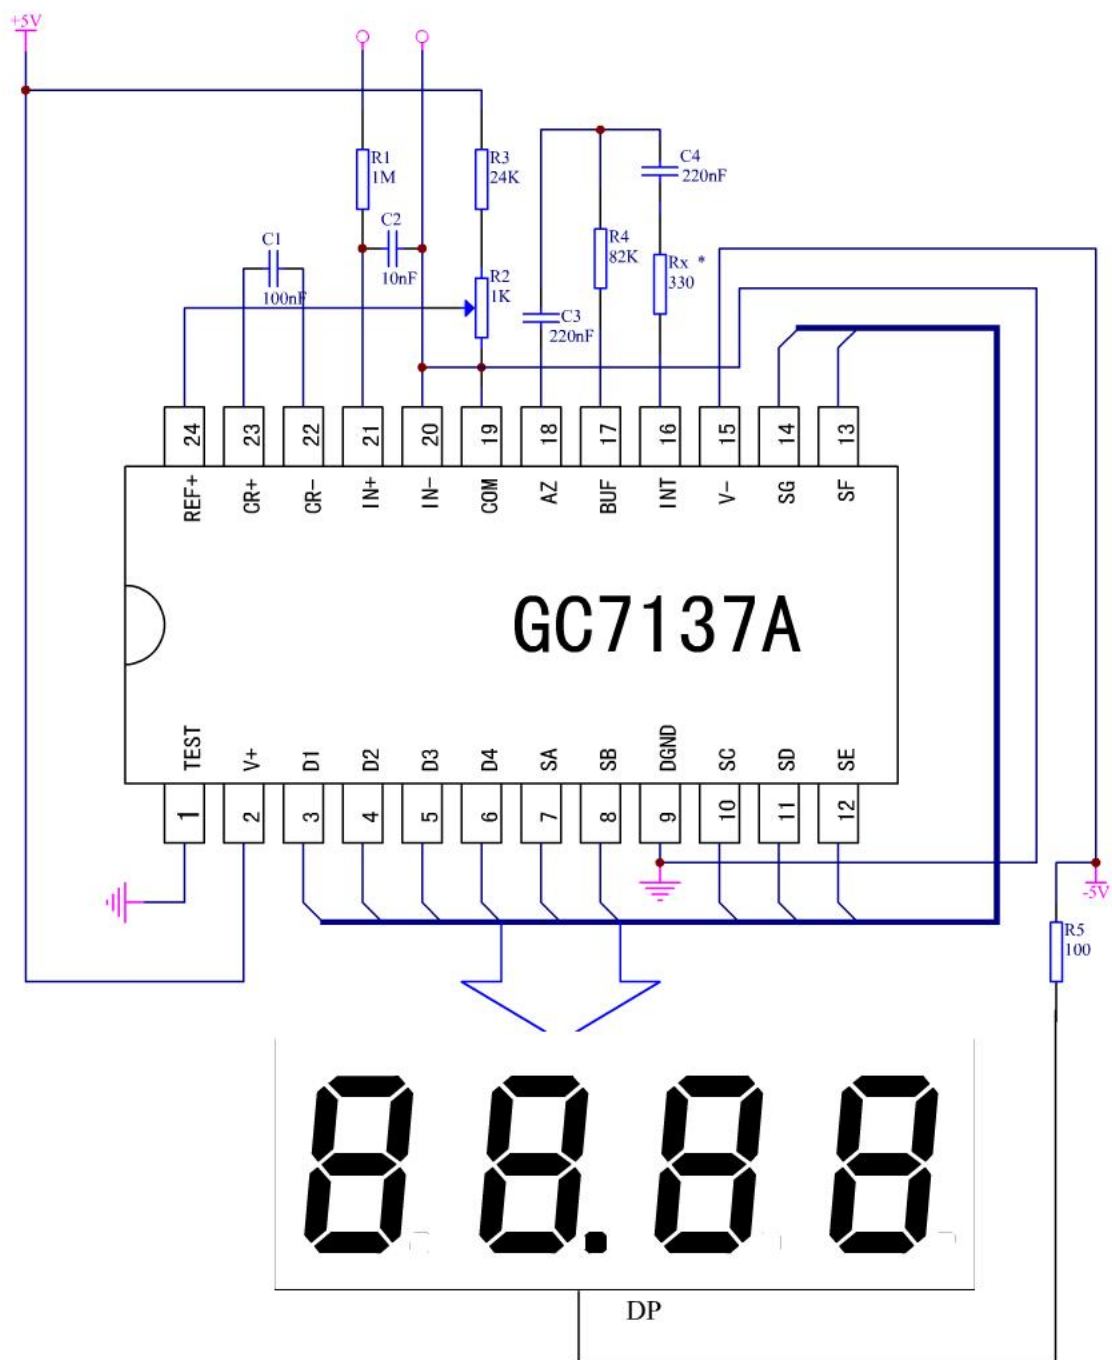 +5V
R1
1M
R3
24K
C4
220nF
C2
10nF
C1
100nF
R4
82K
Rx *
330
R2
1K
C3
220nF
24
23
22
21
20
19
18
17
16
15
14
13
REF+
CR+
CR-
IN+
IN-
COM
AZ
BUF
INT
V-
SG
SF
GC7137A
TEST
V+
D1
D2
D3
D4
SA
SB
DGND
SC
SD
SE
1
2
3
4
5
6
7
8
9
10
11
12
-5V
R5
100
88.88
DP